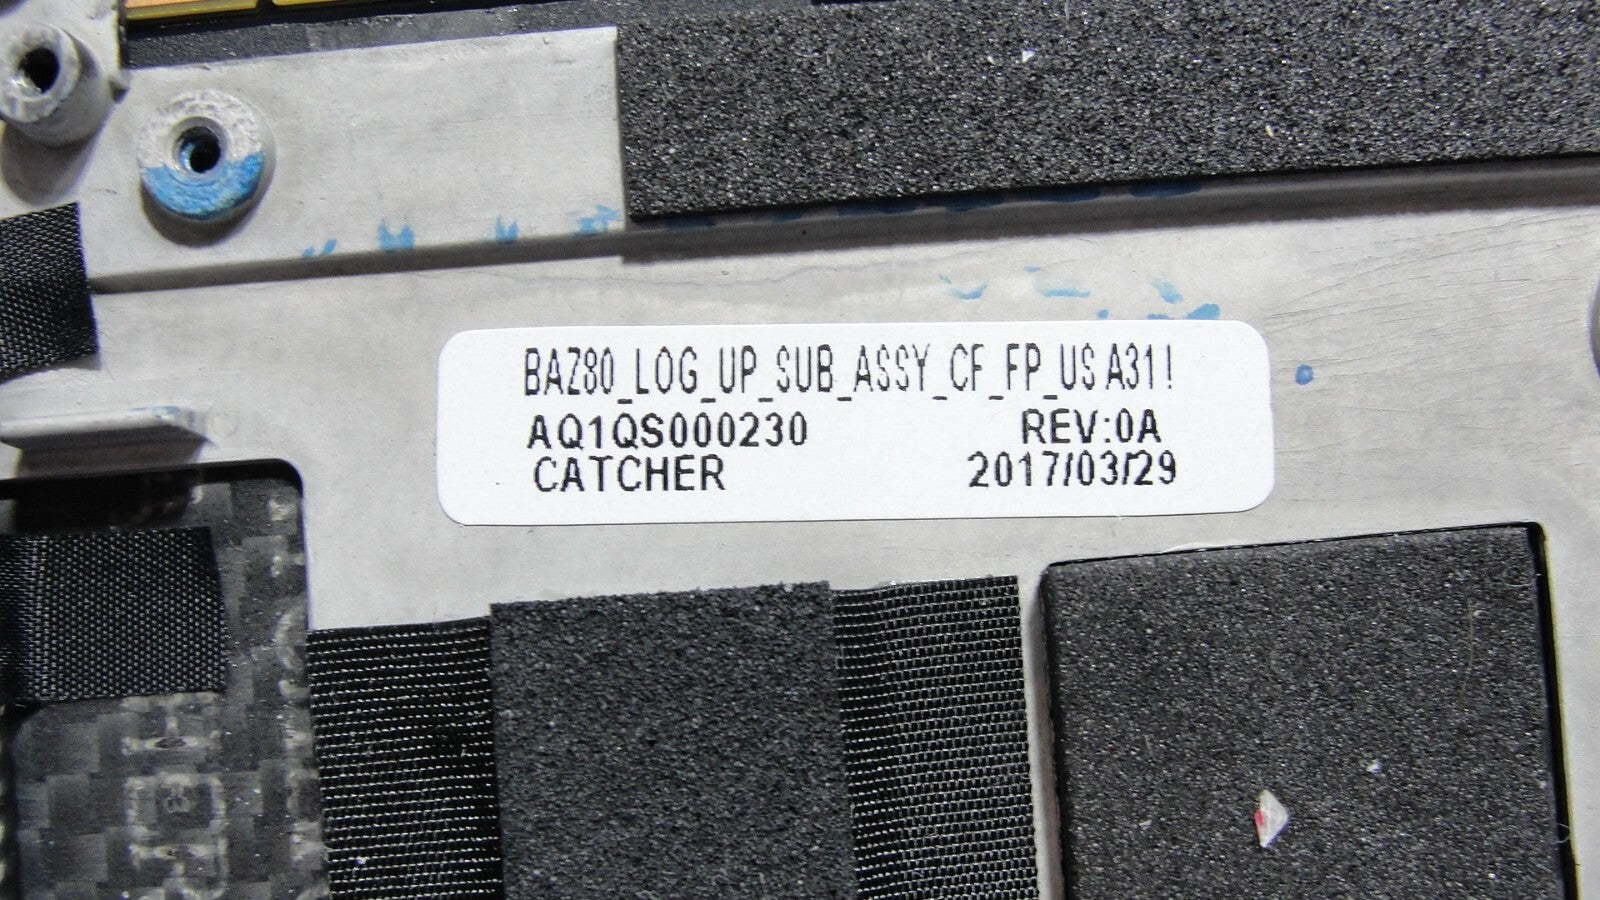 BAZ80_LOG_UP_SUB_ASSY_CF_FP_US A31!
AQ1QS000230 REV:0A
CATCHER 2017/03/29